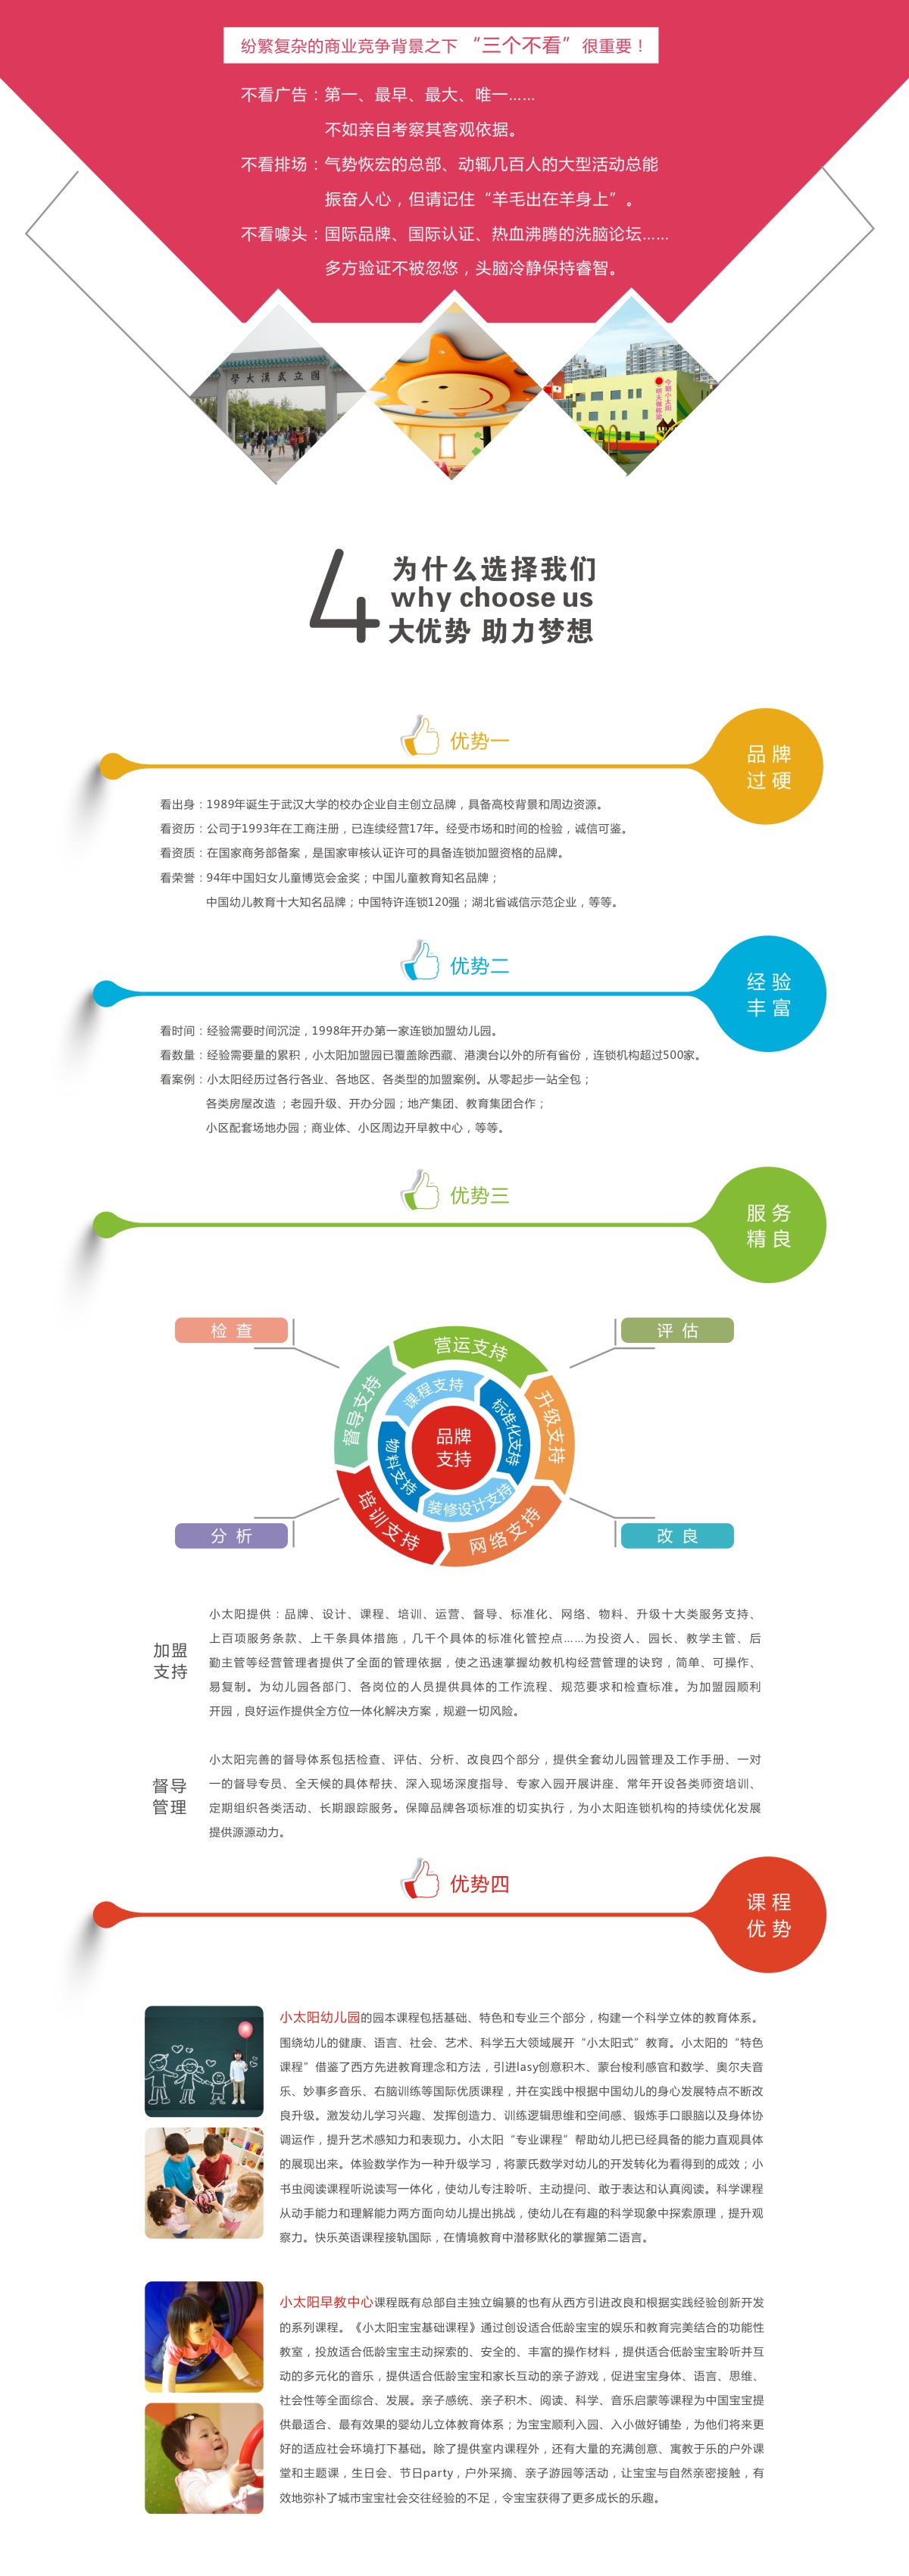 纷繁复杂的商业竞争背景之下 “三个不看” 很重要！
不看广告：第一、最早、最大、唯一……
不如亲自考察其客观依据。
不看排场：气势恢宏的总部、动辄几百人的大型活动总能
振奋人心，但请记住“羊毛出在羊身上”。
不看噱头：国际品牌、国际认证、热血沸腾的洗脑论坛……
多方验证不被忽悠，头脑冷静保持睿智。
學大漢武立國
今朝小太阳
明天做栋梁
4
为什么选择我们
why choose us
大优势 助力梦想
优势一
品牌
过硬
看出身：1989年诞生于武汉大学的校办企业自主创立品牌，具备高校背景和周边资源。
看资历：公司于1993年在工商注册，已连续经营17年。经受市场和时间的检验，诚信可鉴。
看资质：在国家商务部备案，是国家审核认证许可的具备连锁加盟资格的品牌。
看荣誉：94年中国妇女儿童博览会金奖；中国儿童教育知名品牌；
中国幼儿教育十大知名品牌；中国特许连锁120强；湖北省诚信示范企业，等等。
优势二
经验
丰富
看时间：经验需要时间沉淀，1998年开办第一家连锁加盟幼儿园。
看数量：经验需要量的累积，小太阳加盟园已覆盖除西藏、港澳台以外的所有省份，连锁机构超过500家。
看案例：小太阳经历过各行各业、各地区、各类型的加盟案例。从零起步一站全包；
各类房屋改造 ；老园升级、开办分园；地产集团、教育集团合作；
小区配套场地办园；商业体、小区周边开早教中心，等等。
优势三
服务
精良
检 查
评 估
营运支持
督导支持
升级支持
课程支持
标准化支持
物料支持
品牌
支持
装修设计支持
培训支持
网络支持
分 析
改 良
加盟
支持
小太阳提供：品牌、设计、课程、培训、运营、督导、标准化、网络、物料、升级十大类服务支持、
上百项服务条款、上千条具体措施，几千个具体的标准化管控点……为投资人、园长、教学主管、后
勤主管等经营管理者提供了全面的管理依据，使之迅速掌握幼教机构经营管理的诀窍，简单、可操作、
易复制。为幼儿园各部门、各岗位的人员提供具体的工作流程、规范要求和检查标准。为加盟园顺利
开园，良好运作提供全方位一体化解决方案，规避一切风险。
督导
管理
小太阳完善的督导体系包括检查、评估、分析、改良四个部分，提供全套幼儿园管理及工作手册、一对
一的督导专员、全天候的具体帮扶、深入现场深度指导、专家入园开展讲座、常年开设各类师资培训、
定期组织各类活动、长期跟踪服务。保障品牌各项标准的切实执行，为小太阳连锁机构的持续优化发展
提供源源动力。
优势四
课程
优势
小太阳幼儿园的园本课程包括基础、特色和专业三个部分，构建一个科学立体的教育体系。
围绕幼儿的健康、语言、社会、艺术、科学五大领域展开“小太阳式”教育。小太阳的“特色
课程”借鉴了西方先进教育理念和方法，引进lasy创意积木、蒙台梭利感官和数学、奥尔夫音
乐、妙事多音乐、右脑训练等国际优质课程，并在实践中根据中国幼儿的身心发展特点不断改
良升级。激发幼儿学习兴趣、发挥创造力、训练逻辑思维和空间感、锻炼手口眼脑以及身体协
调运作，提升艺术感知力和表现力。小太阳“专业课程”帮助幼儿把已经具备的能力直观具体
的展现出来。体验数学作为一种升级学习，将蒙氏数学对幼儿的开发转化为看得到的成效；小
书虫阅读课程听说读写一体化，使幼儿专注聆听、主动提问、敢于表达和认真阅读。科学课程
从动手能力和理解能力两方面向幼儿提出挑战，使幼儿在有趣的科学现象中探索原理，提升观
察力。快乐英语课程接轨国际，在情境教育中潜移默化的掌握第二语言。
小太阳早教中心课程既有总部自主独立编纂的也有从西方引进改良和根据实践经验创新开发
的系列课程。《小太阳宝宝基础课程》通过创设适合低龄宝宝的娱乐和教育完美结合的功能性
教室，投放适合低龄宝宝主动探索的、安全的、丰富的操作材料，提供适合低龄宝宝聆听并互
动的多元化的音乐，提供适合低龄宝宝和家长互动的亲子游戏，促进宝宝身体、语言、思维、
社会性等全面综合、发展。亲子感统、亲子积木、阅读、科学、音乐启蒙等课程为中国宝宝提
供最适合、最有效果的婴幼儿立体教育体系；为宝宝顺利入园、入小做好铺垫，为他们将来更
好的适应社会环境打下基础。除了提供室内课程外，还有大量的充满创意、寓教于乐的户外课
堂和主题课，生日会、节日party，户外采摘、亲子游园等活动，让宝宝与自然亲密接触，有
效地弥补了城市宝宝社会交往经验的不足，令宝宝获得了更多成长的乐趣。